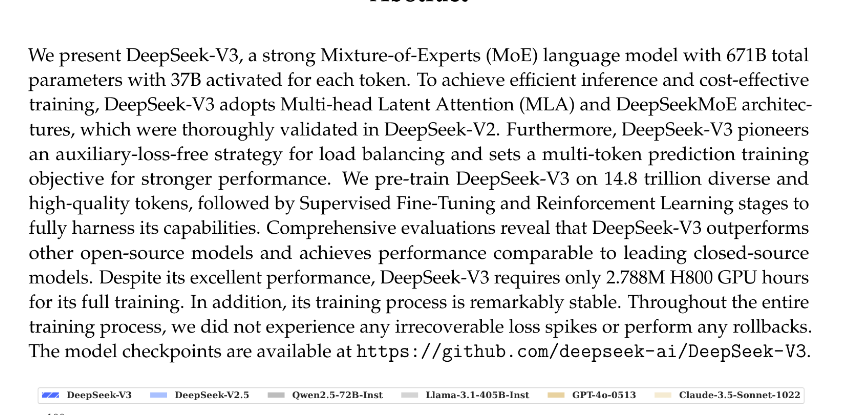 Abstract
We present DeepSeek-V3, a strong Mixture-of-Experts (MoE) language model with 671B total
parameters with 37B activated for each token. To achieve efficient inference and cost-effective
training, DeepSeek-V3 adopts Multi-head Latent Attention (MLA) and DeepSeekMoE architec-
tures, which were thoroughly validated in DeepSeek-V2. Furthermore, DeepSeek-V3 pioneers
an auxiliary-loss-free strategy for load balancing and sets a multi-token prediction training
objective for stronger performance. We pre-train DeepSeek-V3 on 14.8 trillion diverse and
high-quality tokens, followed by Supervised Fine-Tuning and Reinforcement Learning stages to
fully harness its capabilities. Comprehensive evaluations reveal that DeepSeek-V3 outperforms
other open-source models and achieves performance comparable to leading closed-source
models. Despite its excellent performance, DeepSeek-V3 requires only 2.788M H800 GPU hours
for its full training. In addition, its training process is remarkably stable. Throughout the entire
training process, we did not experience any irrecoverable loss spikes or perform any rollbacks.
The model checkpoints are available at https://github.com/deepseek-ai/DeepSeek-V3.
DeepSeek-V3 DeepSeek-V2.5 Qwen2.5-72B-Inst Llama-3.1-405B-Inst GPT-4o-0513 Claude-3.5-Sonnet-1022